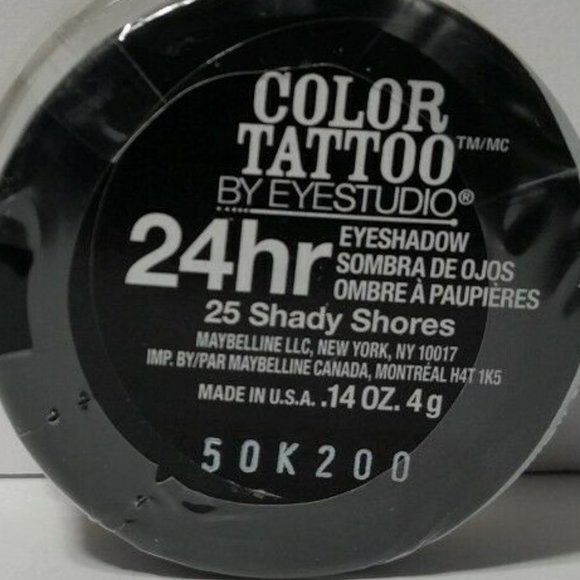 COLOR
TATTOO TM/MC
BY EYESTUDIO®
24hr EYESHADOW
SOMBRA DE OJOS
OMBRE À PAUPIÈRES
25 Shady Shores
MAYBELLINE LLC, NEW YORK, NY 10017
IMP. BY/PAR MAYBELLINE CANADA, MONTRÉAL H4T 1K5
MADE IN U.S.A. .14 OZ. 4 g
50K200